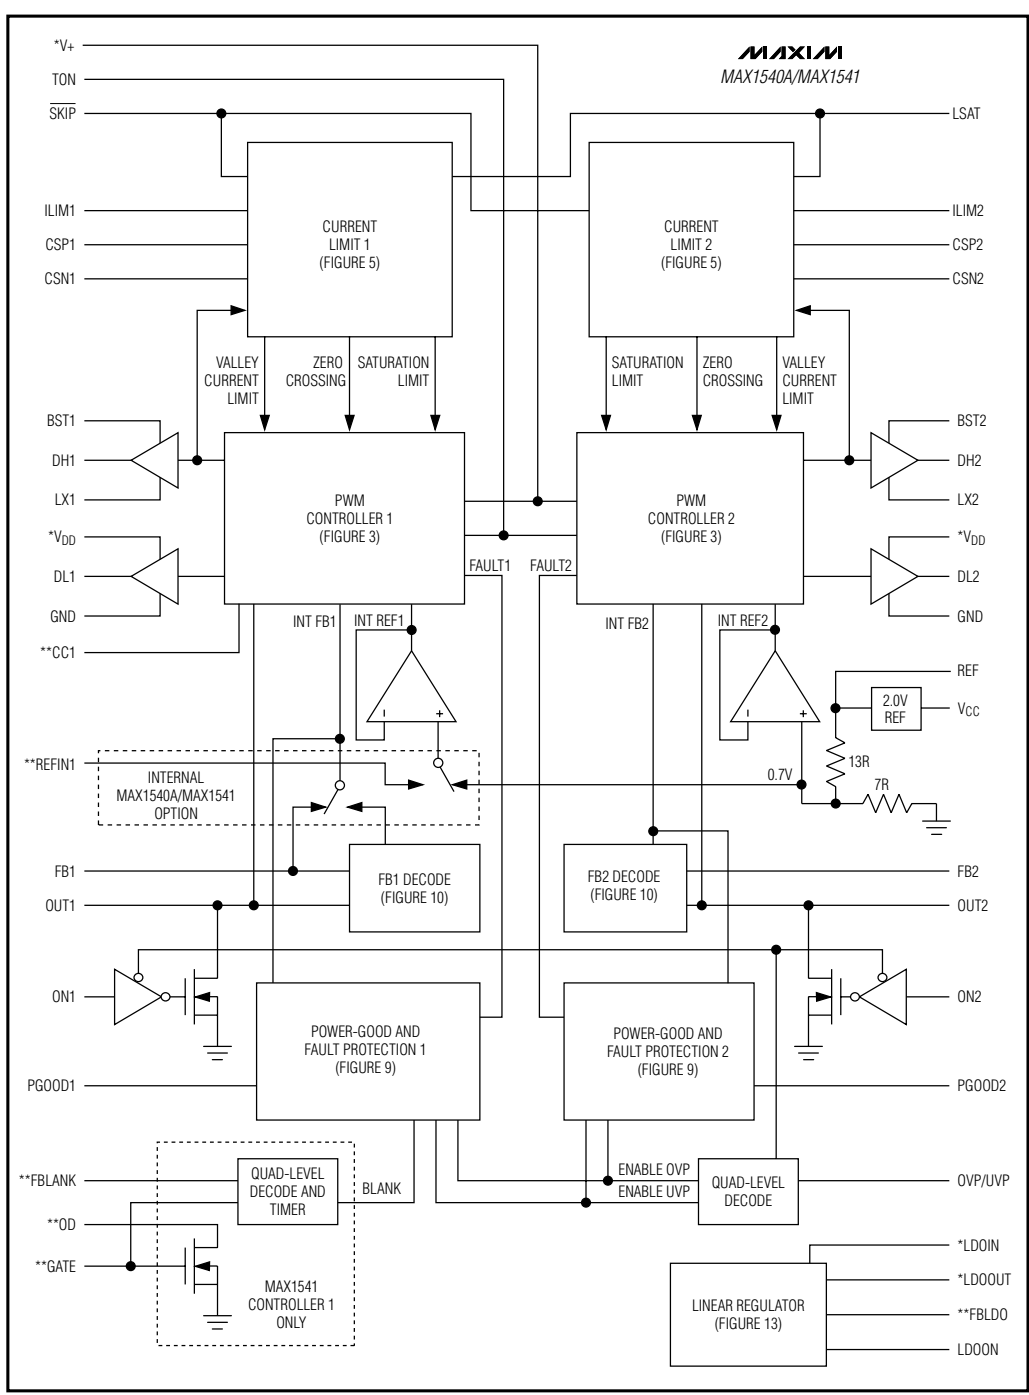 *V+
TON
SKIP
MAXIM
MAX1540A/MAX1541
LSAT
ILIM1
CSP1
CSN1
CURRENT
LIMIT 1
(FIGURE 5)
CURRENT
LIMIT 2
(FIGURE 5)
ILIM2
CSP2
CSN2
VALLEY
CURRENT
LIMIT
ZERO
CROSSING
SATURATION
LIMIT
SATURATION
LIMIT
ZERO
CROSSING
VALLEY
CURRENT
LIMIT
BST1
DH1
LX1
*VDD
DL1
GND
**CC1
PWM
CONTROLLER 1
(FIGURE 3)
PWM
CONTROLLER 2
(FIGURE 3)
BST2
DH2
LX2
*VDD
DL2
GND
FAULT1
FAULT2
INT FB1
INT REF1
INT FB2
INT REF2
-
+
-
+
REF
2.0V
REF
VCC
13R
7R
0.7V
**REFIN1
INTERNAL
MAX1540A/MAX1541
OPTION
FB1
OUT1
FB1 DECODE
(FIGURE 10)
FB2 DECODE
(FIGURE 10)
FB2
OUT2
ON1
ON2
POWER-GOOD AND
FAULT PROTECTION 1
(FIGURE 9)
POWER-GOOD AND
FAULT PROTECTION 2
(FIGURE 9)
PGOOD1
PGOOD2
**FBLANK
**OD
**GATE
QUAD-LEVEL
DECODE AND
TIMER
BLANK
MAX1541
CONTROLLER 1
ONLY
ENABLE OVP
ENABLE UVP
QUAD-LEVEL
DECODE
OVP/UVP
LINEAR REGULATOR
(FIGURE 13)
*LDOIN
*LDOOUT
**FBLDO
LDOON